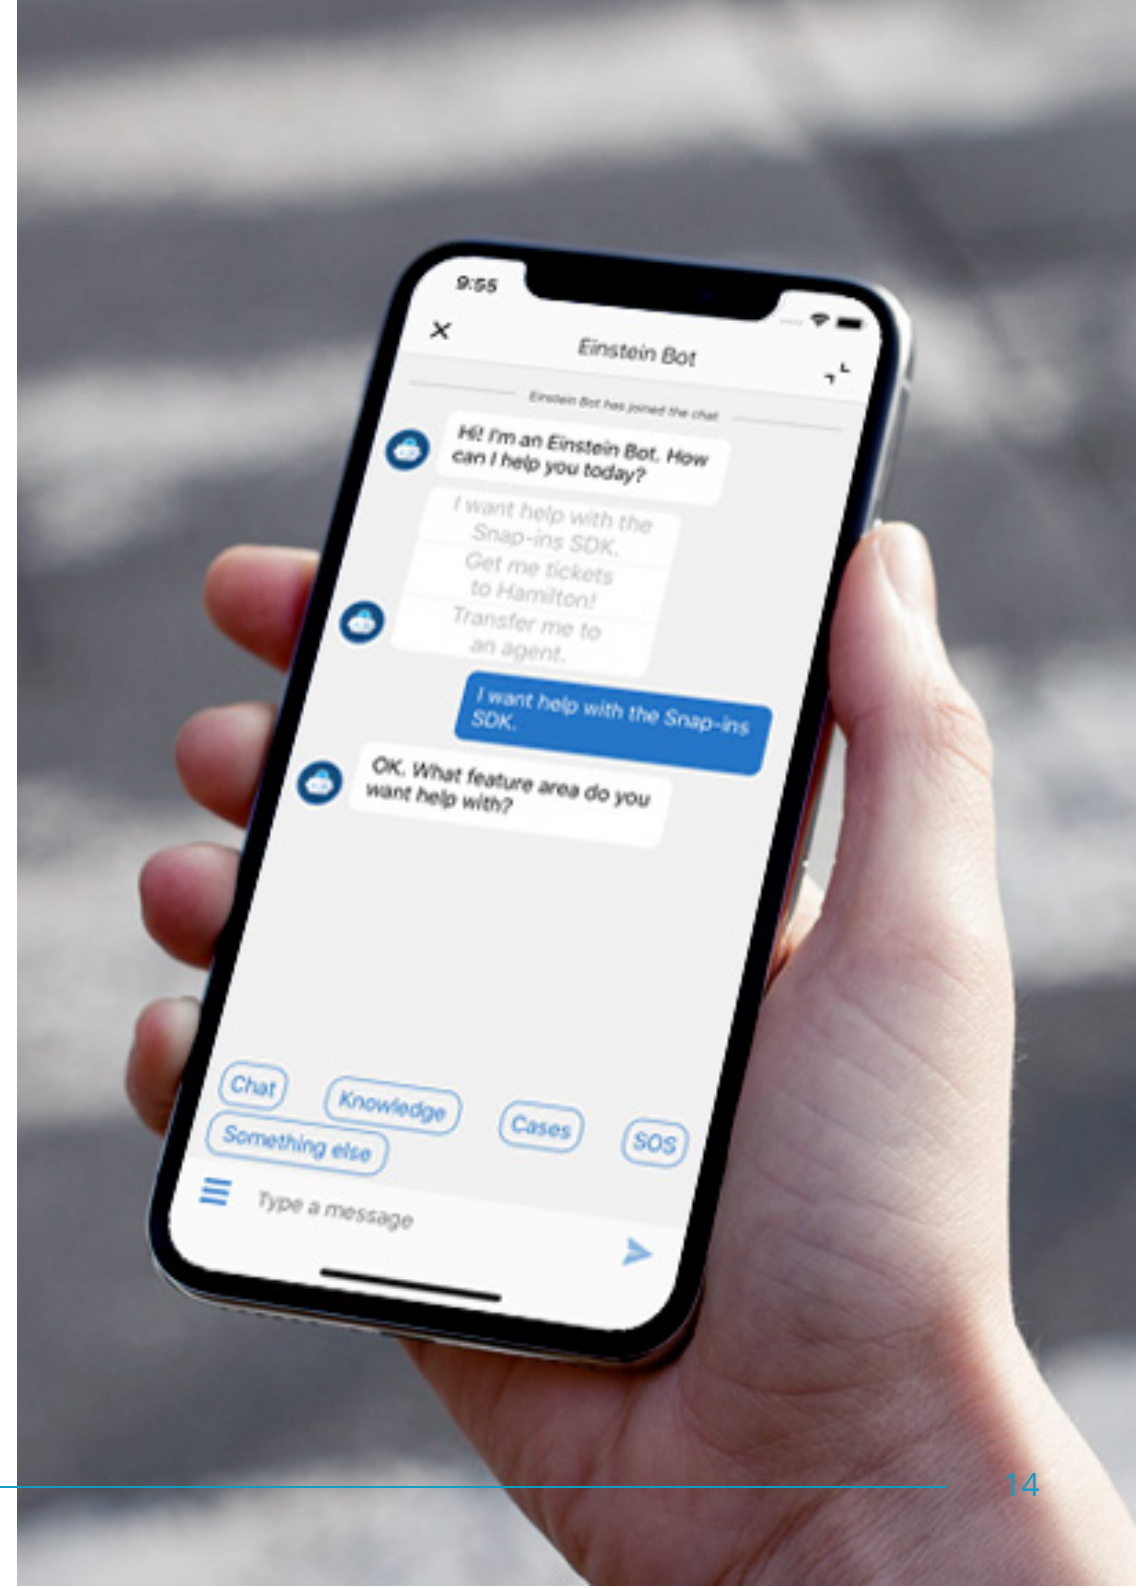 9:55
Einstein Bot
Einstein Bot has joined the chat
Hi! I'm an Einstein Bot. How
can I help you today?
I want help with the
Snap-ins SDK.
Get me tickets
to Hamilton!
Transfer me to
an agent.
I want help with the Snap-ins
SDK.
OK. What feature area do you
want help with?
Chat
Knowledge
Cases
SOS
Something else
Type a message
14